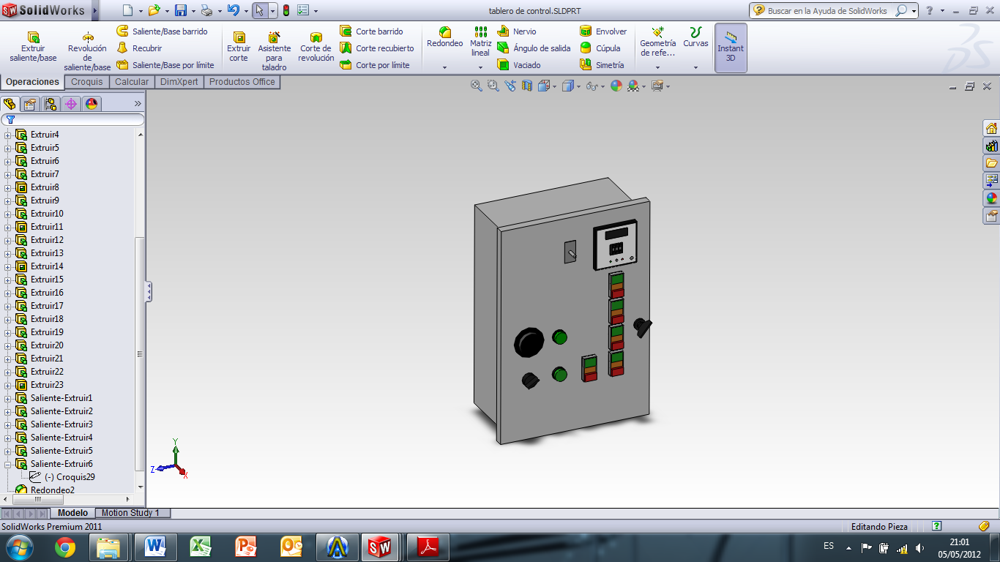 SolidWorks
tablero de control.SLDPRT
Buscar en la Ayuda de SolidWorks
Extruir saliente/base
Revolución de saliente/base
Saliente/Base barrido
Recubrir
Saliente/Base por límite
Extruir corte
Asistente para taladro
Corte de revolución
Corte barrido
Corte recubierto
Corte por límite
Redondeo
Matriz lineal
Nervio
Ángulo de salida
Vaciado
Envolver
Cúpula
Simetría
Geometría de refe...
Curvas
Instant 3D
Operaciones
Croquis
Calcular
DimXpert
Productos Office
Extruir4
Extruir5
Extruir6
Extruir7
Extruir8
Extruir9
Extruir10
Extruir11
Extruir12
Extruir13
Extruir14
Extruir15
Extruir16
Extruir17
Extruir18
Extruir19
Extruir20
Extruir21
Extruir22
Extruir23
Saliente-Extruir1
Saliente-Extruir2
Saliente-Extruir3
Saliente-Extruir4
Saliente-Extruir5
Saliente-Extruir6
(-) Croquis29
Redondeo2
Y
Z
X
Modelo
Motion Study 1
SolidWorks Premium 2011
Editando Pieza
ES
21:01
05/05/2012